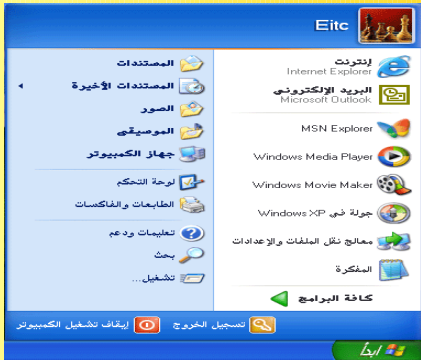 Eitc
إنترنت
Internet Explorer
البريد الإلكتروني
Microsoft Outlook
MSN Explorer
Windows Media Player
Windows Movie Maker
جولة في Windows XP
معالج نقل الملفات والإعدادات
المفكرة
كافة البرامج
المستندات
المستندات الأخيرة
الصور
الموسيقى
جهاز الكمبيوتر
لوحة التحكم
الطابعات والفاكسات
تعليمات ودعم
بحث
تشغيل...
تسجيل الخروج
إيقاف تشغيل الكمبيوتر
ابدأ